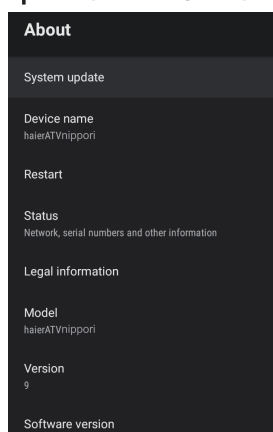 About
System update
Device name
haierATVnippori
Restart
Status
Network, serial numbers and other information
Legal information
Model
haierATVnippori
Version
9
Software version